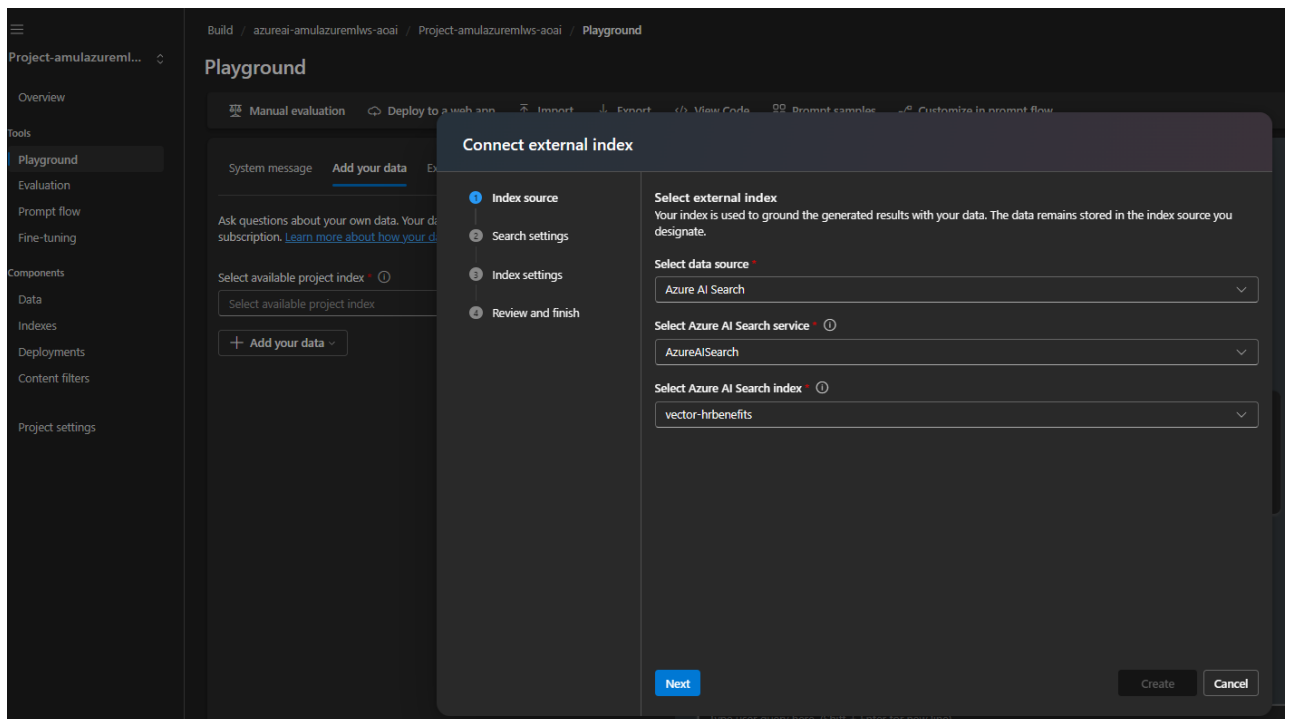 Build / azureai-amulazuremlws-aoai / Project-amulazuremlws-aoai / Playground
Project-amulazureml...
Playground
Overview
Manual evaluation Deploy to a web app Import Export View Code Prompt samples Customize in prompt flow
Tools
Playground
Evaluation
Prompt flow
Fine-tuning
Components
Data
Indexes
Deployments
Content filters
Project settings
System message Add your data
Ask questions about your own data. Your
subscription. Learn more about how your
Select available project index *
Select available project index
+ Add your data
Connect external index
1 Index source
2 Search settings
3 Index settings
4 Review and finish
Select external index
Your index is used to ground the generated results with your data. The data remains stored in the index source you
designate.
Select data source *
Azure AI Search
Select Azure AI Search service *
AzureAISearch
Select Azure AI Search index *
vector-hrbenefits
Next Create Cancel